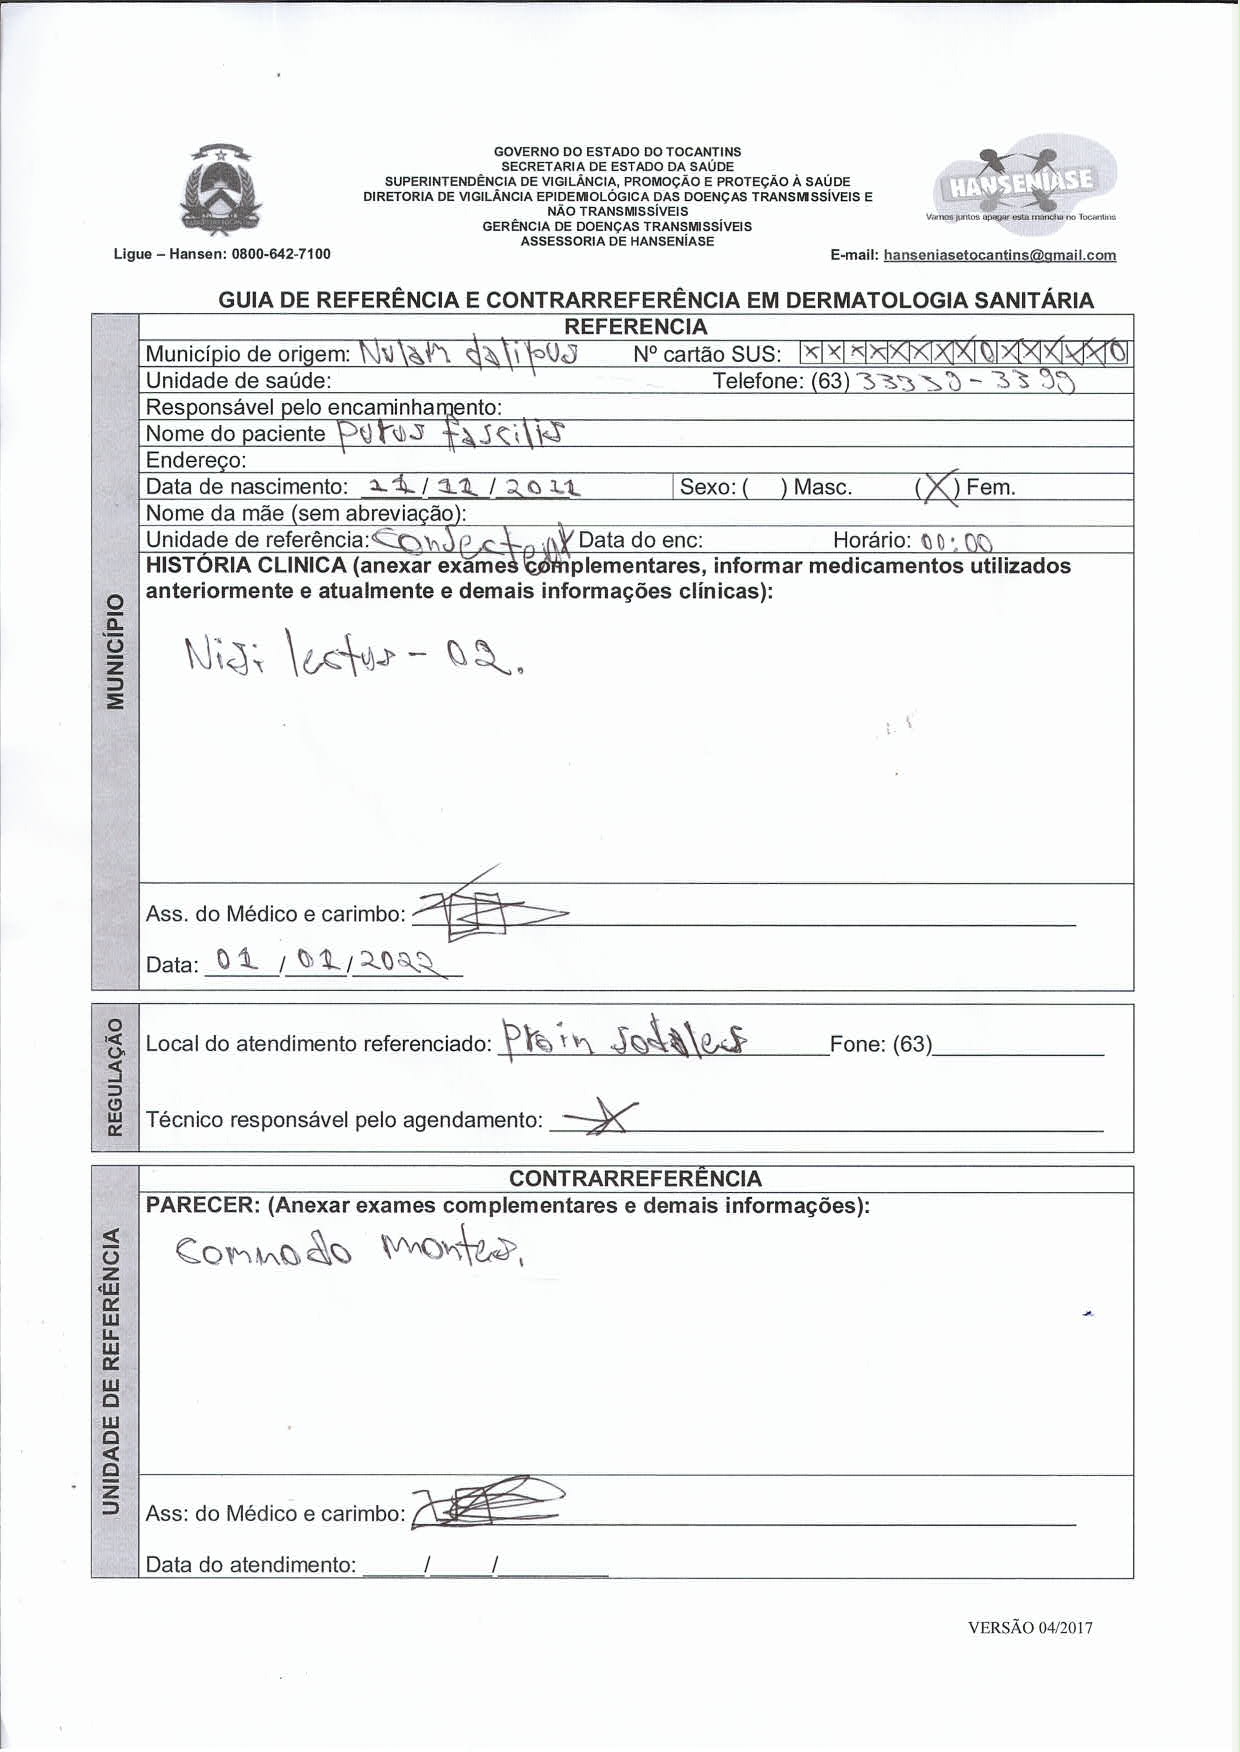 GOVERNO DO ESTADO DO TOCANTINS
SECRETARIA DE ESTADO DA SAÚDE
SUPERINTENDÊNCIA DE VIGILÂNCIA, PROMOÇÃO E PROTEÇÃO À SAÚDE
DIRETORIA DE VIGILÂNCIA EPIDEMIOLÓGICA DAS DOENÇAS TRANSMISSÍVEIS E
NÃO TRANSMISSÍVEIS
GERÊNCIA DE DOENÇAS TRANSMISSÍVEIS
ASSESSORIA DE HANSENÍASE
HANSENÍASE
Vamos juntos apagar esta mancha no Tocantins
Ligue – Hansen: 0800-642-7100 E-mail: hanseniasetocantins@gmail.com
GUIA DE REFERÊNCIA E CONTRARREFERÊNCIA EM DERMATOLOGIA SANITÁRIA
MUNICÍPIO
REFERENCIA
Município de origem: Nulam Nº cartão SUS: XXXXXXXX0XXXXX0
Unidade de saúde: Telefone: (63) 33339-3399
Responsável pelo encaminhamento:
Nome do paciente purus fascilis
Endereço:
Data de nascimento: 11/11/2011 Sexo: ( ) Masc. (X) Fem.
Nome da mãe (sem abreviação):
Unidade de referência: Data do enc: Horário: 00:00
HISTÓRIA CLINICA (anexar exames complementares, informar medicamentos utilizados
anteriormente e atualmente e demais informações clínicas):
Nisi lectus - 02.
Ass. do Médico e carimbo:
Data: 01/01/2022
REGULAÇÃO
Local do atendimento referenciado: Proin sodales Fone: (63)
Técnico responsável pelo agendamento:
UNIDADE DE REFERÊNCIA
CONTRARREFERÊNCIA
PARECER: (Anexar exames complementares e demais informações):
Commodo montes.
Ass: do Médico e carimbo:
Data do atendimento: / /
VERSÃO 04/2017